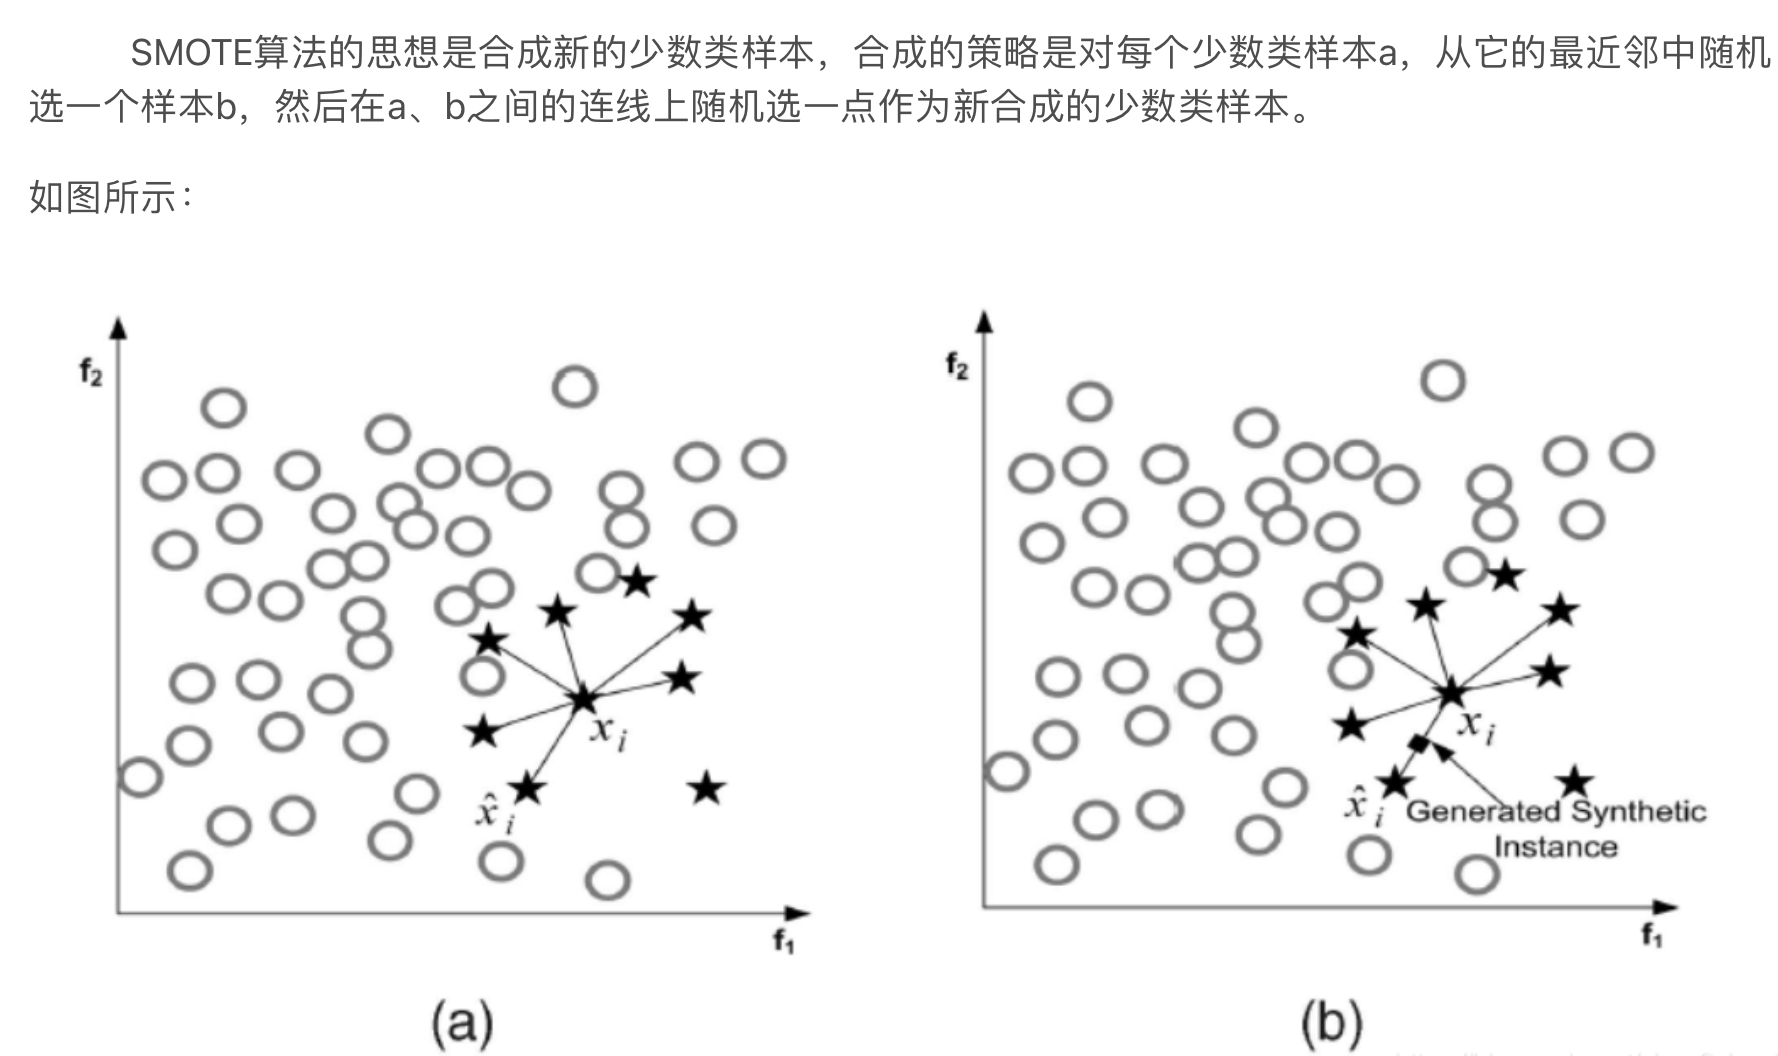 SMOTE算法的思想是合成新的少数类样本，合成的策略是对每个少数类样本a，从它的最近邻中随机
选一个样本b，然后在a、b之间的连线上随机选一点作为新合成的少数类样本。
如图所示：
f₂
x i
x̂ i
f₁
(a)
f₂
x i
x̂ i
Generated Synthetic
Instance
f₁
(b)